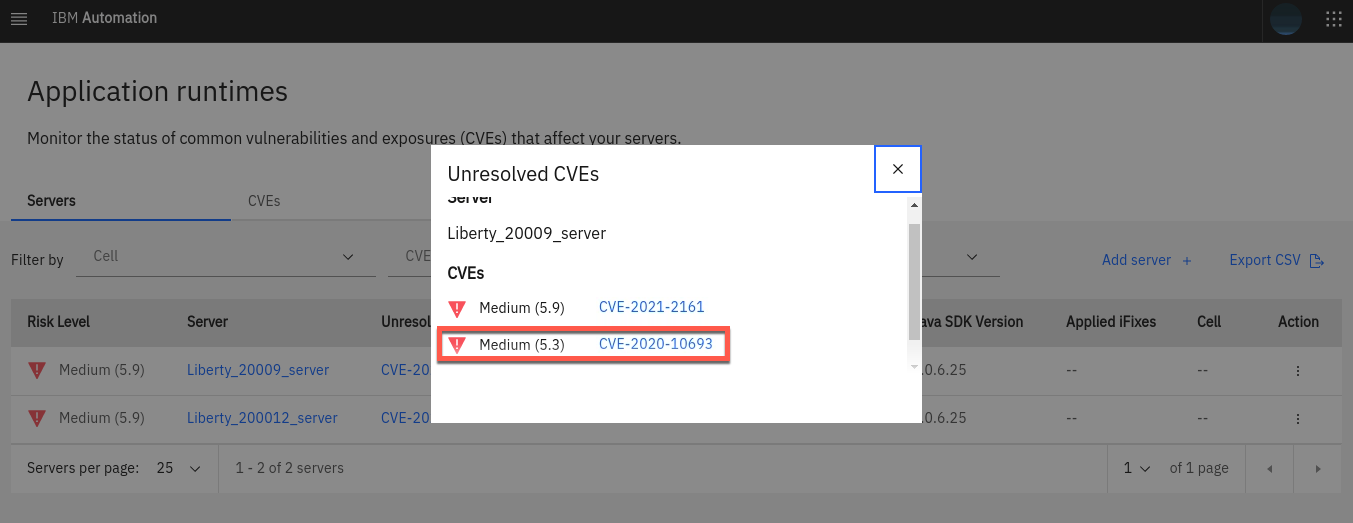 IBM Automation
Application runtimes
Monitor the status of common vulnerabilities and exposures (CVEs) that affect your servers.
Servers CVEs
Filter by Cell CVE
Add server + Export CSV
Risk Level Server Unresol ava SDK Version Applied iFixes Cell Action
Medium (5.9) Liberty_20009_server CVE-20 .0.6.25 -- --
Medium (5.9) Liberty_200012_server CVE-20 .0.6.25 -- --
Servers per page: 25 1 - 2 of 2 servers 1 of 1 page
Unresolved CVEs
Server
Liberty_20009_server
CVEs
Medium (5.9) CVE-2021-2161
Medium (5.3) CVE-2020-10693